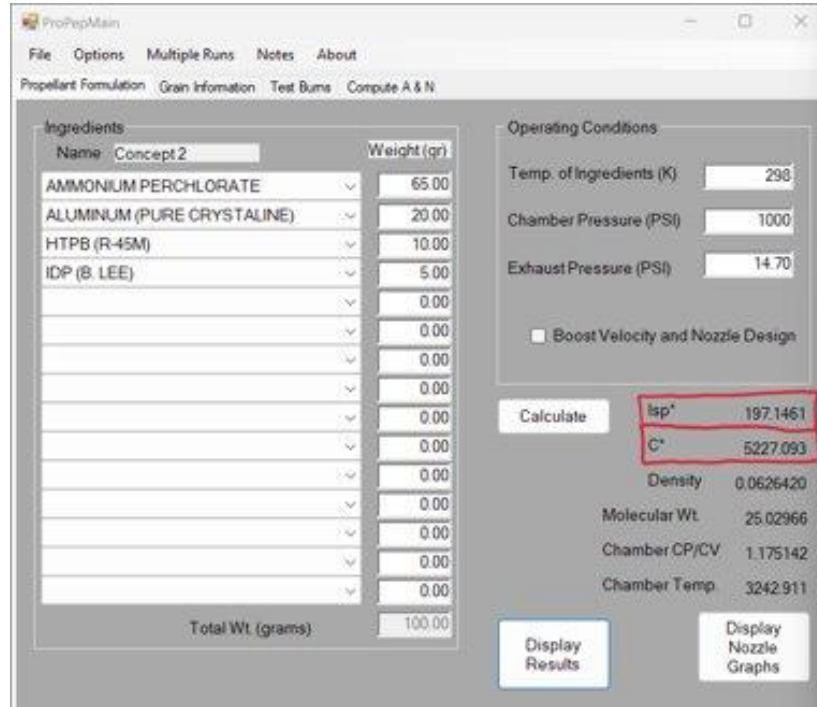 ProPepMain
File Options Multiple Runs Notes About
Propellant Formulation Grain Information Test Burns Compute A & N
Ingredients
Name Concept 2 Weight (gr)
AMMONIUM PERCHLORATE 65.00
ALUMINUM (PURE CRYSTALINE) 20.00
HTPB (R-45M) 10.00
IDP (B. LEE) 5.00
0.00
0.00
0.00
0.00
0.00
0.00
0.00
0.00
0.00
0.00
0.00
Total Wt. (grams) 100.00
Operating Conditions
Temp. of Ingredients (K) 298
Chamber Pressure (PSI) 1000
Exhaust Pressure (PSI) 14.70
Boost Velocity and Nozzle Design
Calculate
Isp* 197.1461
C* 5227.093
Density 0.0626420
Molecular Wt. 25.02966
Chamber CP/CV 1.175142
Chamber Temp. 3242.911
Display Results
Display Nozzle Graphs